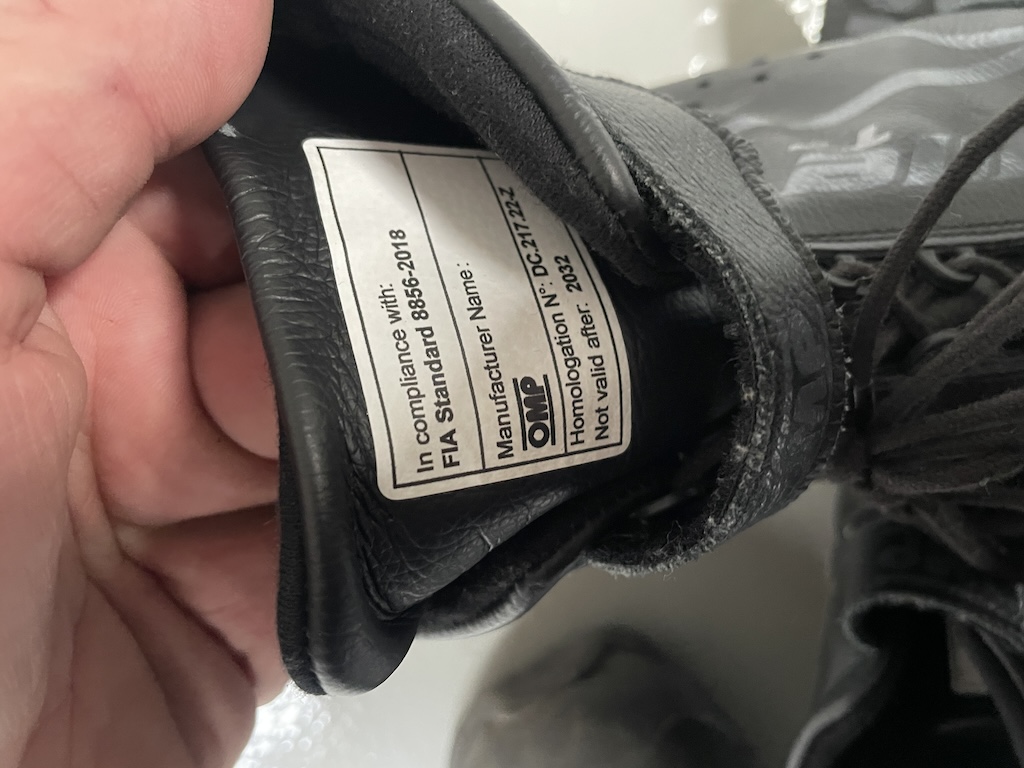 In compliance with:
FIA Standard 8856-2018
Manufacturer Name:
OMP
Homologation N°: DC.217.22-Z
Not valid after: 2032